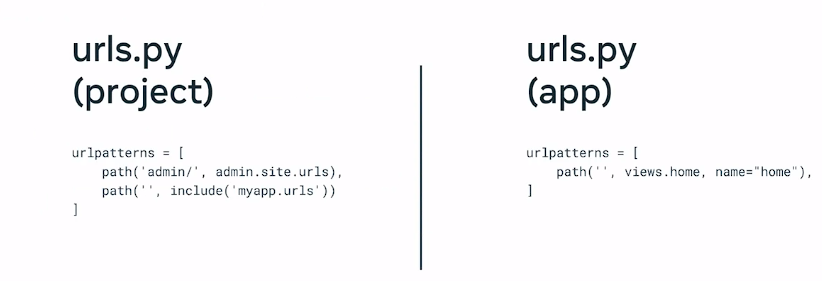 urls.py
(project)
urlpatterns = [
    path('admin/', admin.site.urls),
    path('', include('myapp.urls'))
]
urls.py
(app)
urlpatterns = [
    path('', views.home, name="home"),
]